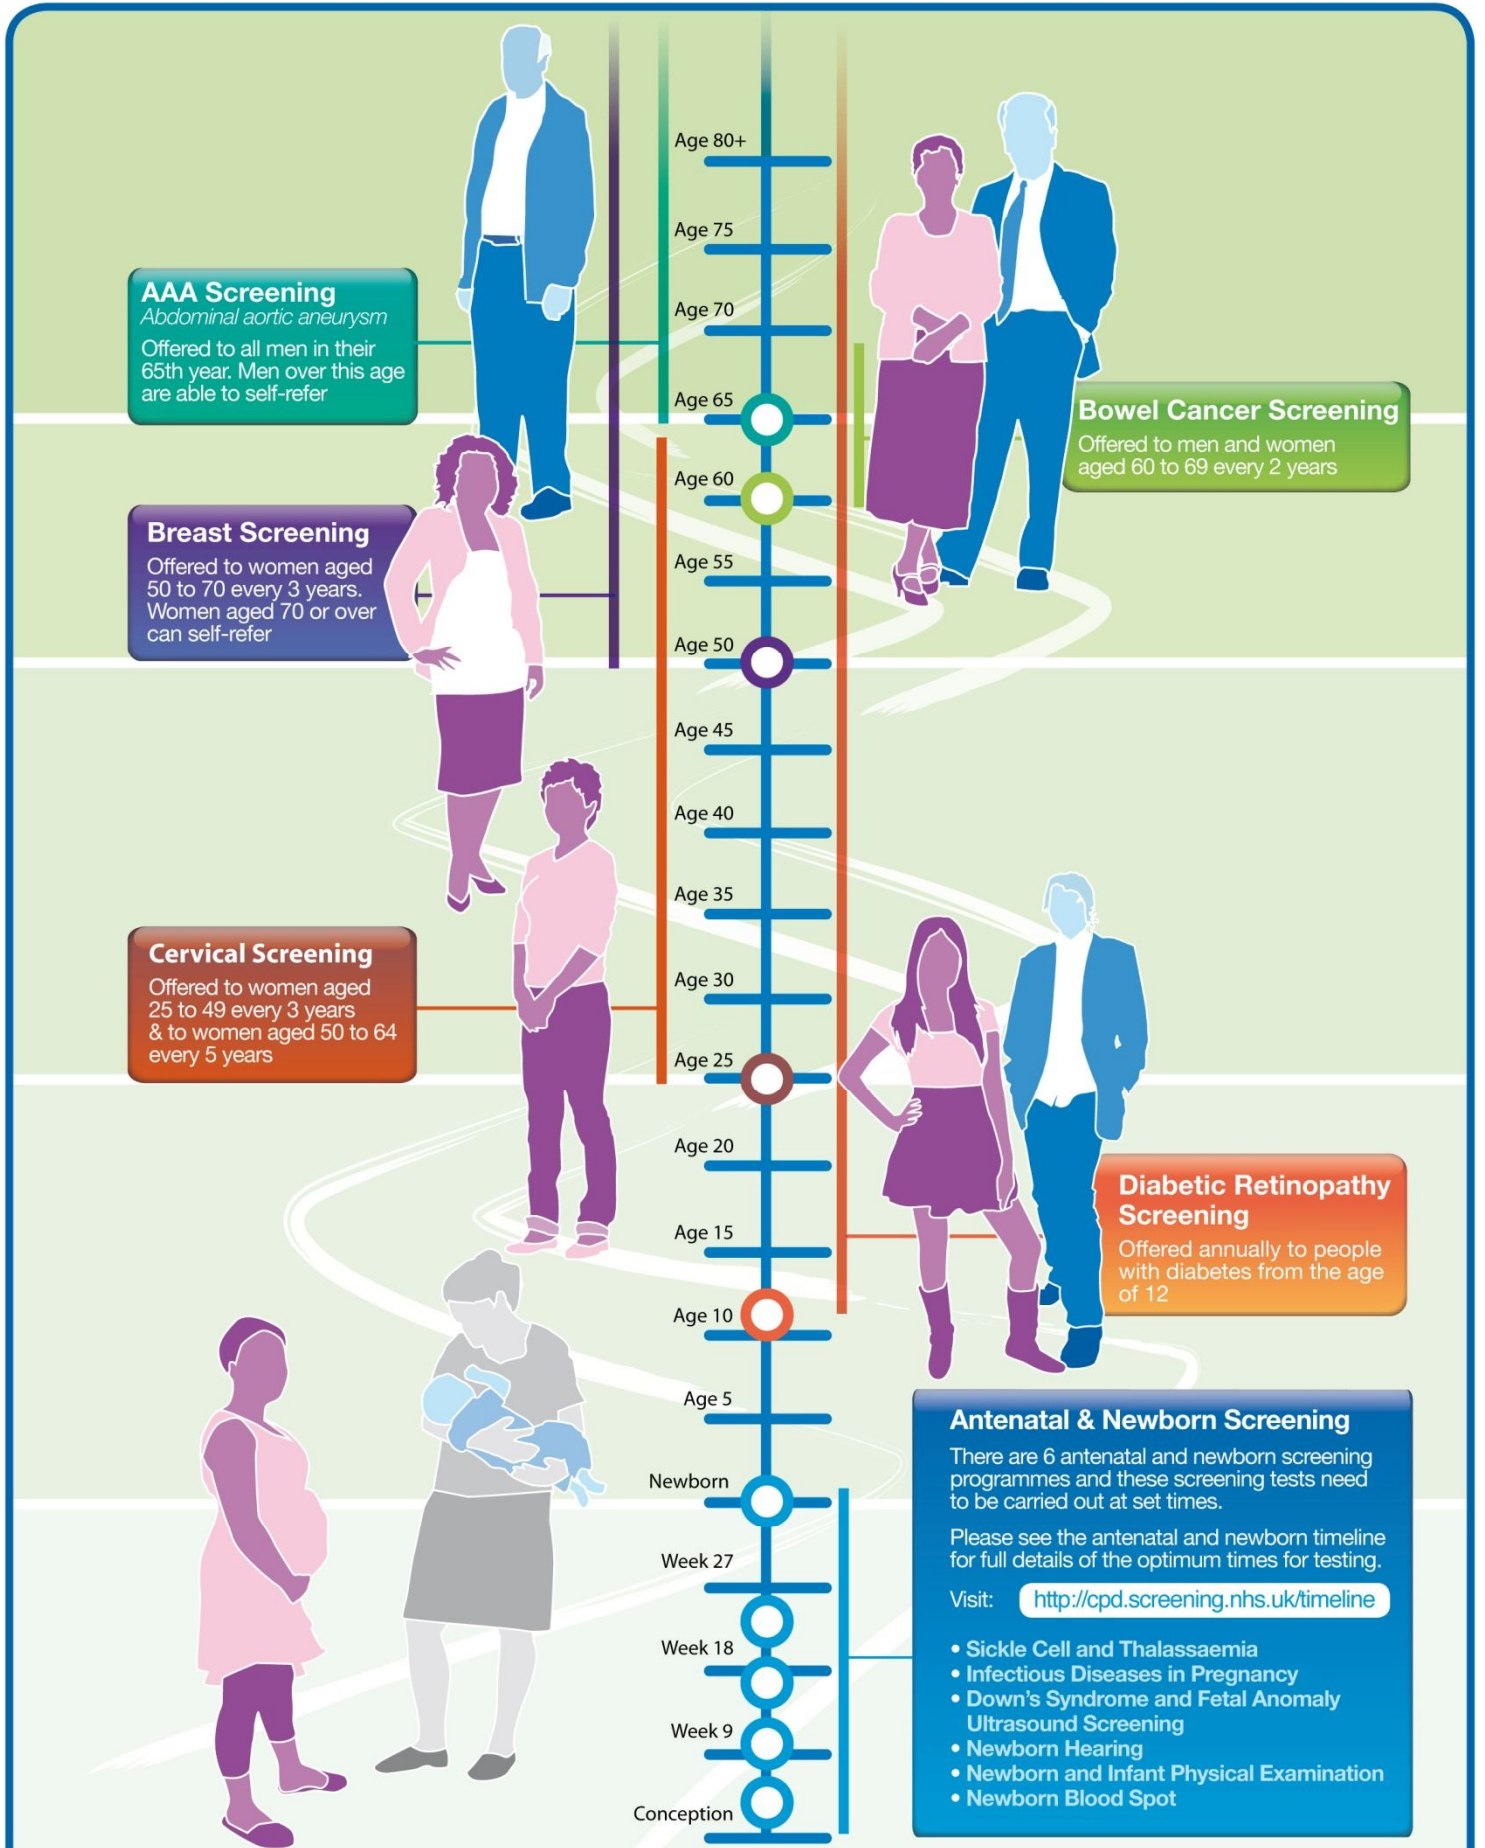 Age 80+
Age 75
AAA Screening
Abdominal aortic aneurysm
Offered to all men in their
65th year. Men over this age
are able to self-refer
Age 70
Age 65
Bowel Cancer Screening
Offered to men and women
aged 60 to 69 every 2 years
Age 60
Breast Screening
Offered to women aged
50 to 70 every 3 years.
Women aged 70 or over
can self-refer
Age 55
Age 50
Age 45
Age 40
Age 35
Cervical Screening
Offered to women aged
25 to 49 every 3 years
& to women aged 50 to 64
every 5 years
Age 30
Age 25
Age 20
Diabetic Retinopathy
Screening
Offered annually to people
with diabetes from the age
of 12
Age 15
Age 10
Age 5
Antenatal & Newborn Screening
There are 6 antenatal and newborn screening
programmes and these screening tests need
to be carried out at set times.
Please see the antenatal and newborn timeline
for full details of the optimum times for testing.
Visit: http://cpd.screening.nhs.uk/timeline
• Sickle Cell and Thalassaemia
• Infectious Diseases in Pregnancy
• Down's Syndrome and Fetal Anomaly
Ultrasound Screening
• Newborn Hearing
• Newborn and Infant Physical Examination
• Newborn Blood Spot
Newborn
Week 27
Week 18
Week 9
Conception